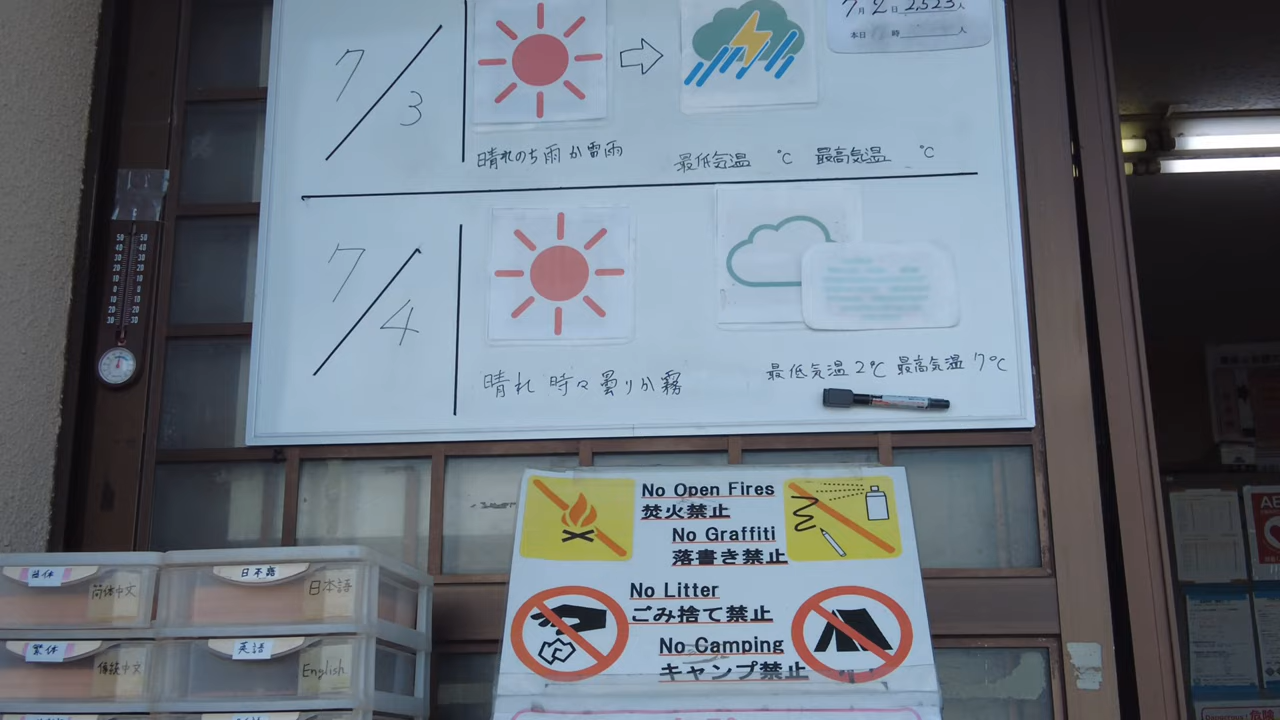 7月2日 2,523人
本日 時 人
7/3
晴れのち雨か雷雨
最低気温 ℃ 最高気温 ℃
7/4
晴れ 時々曇りか霧
最低気温2℃ 最高気温7℃
No Open Fires
焚火禁止
No Graffiti
落書き禁止
No Litter
ごみ捨て禁止
No Camping
キャンプ禁止
日本語
简体中文
日本語
繁体
英語
English